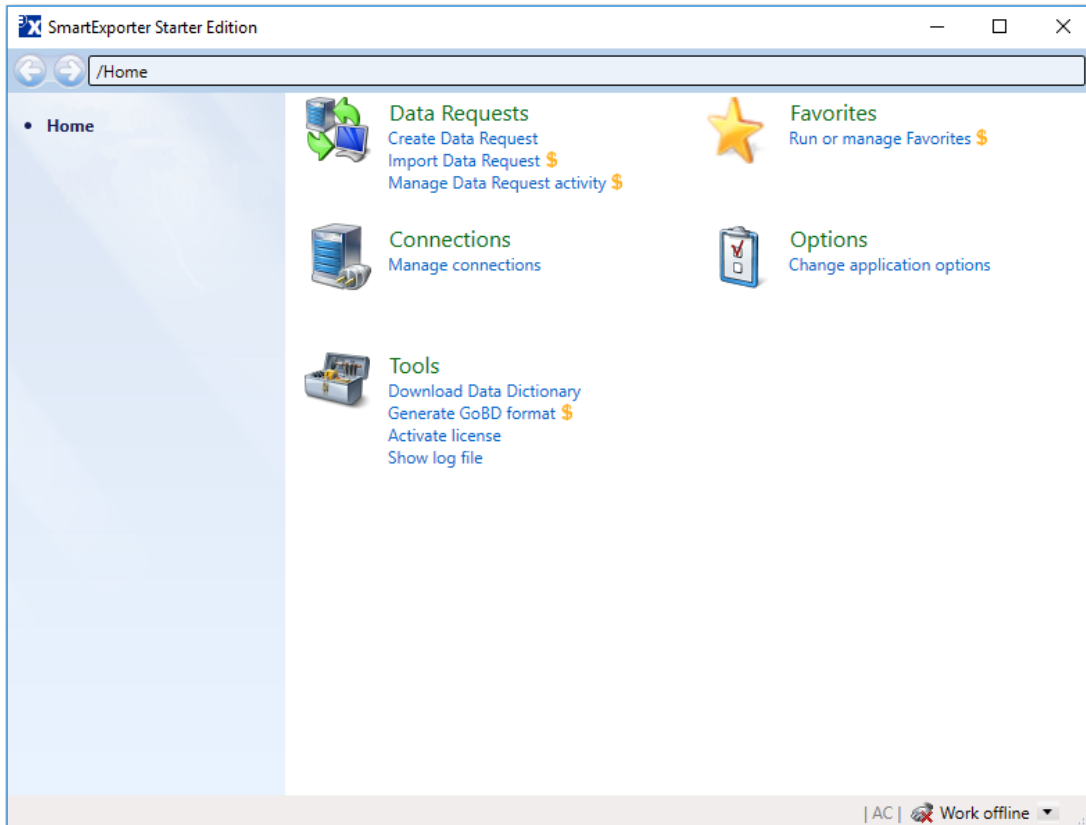 SmartExporter Starter Edition
/Home
• Home
Data Requests
Create Data Request
Import Data Request $
Manage Data Request activity $
Favorites
Run or manage Favorites $
Connections
Manage connections
Options
Change application options
Tools
Download Data Dictionary
Generate GoBD format $
Activate license
Show log file
| AC | Work offline